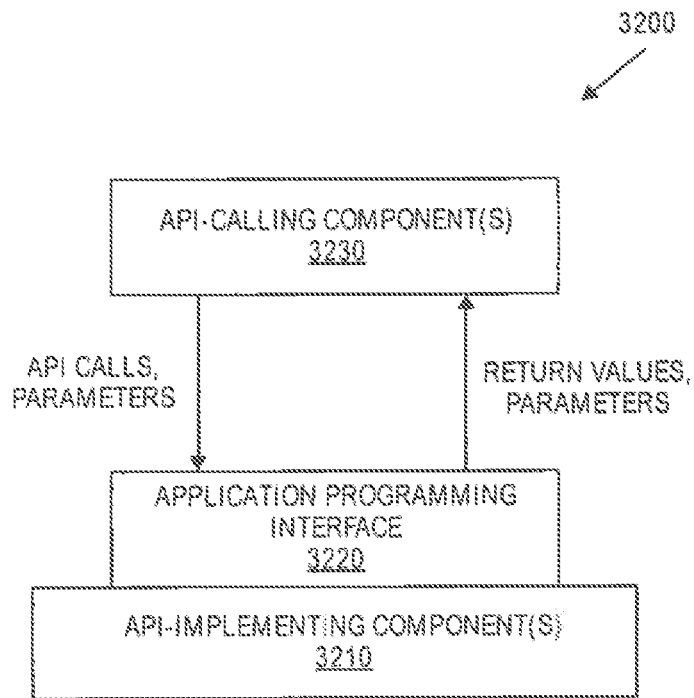 3200
API-CALLING COMPONENT(S)
3230
API CALLS,
PARAMETERS
RETURN VALUES,
PARAMETERS
APPLICATION PROGRAMMING
INTERFACE
3220
API-IMPLEMENTING COMPONENT(S)
3210